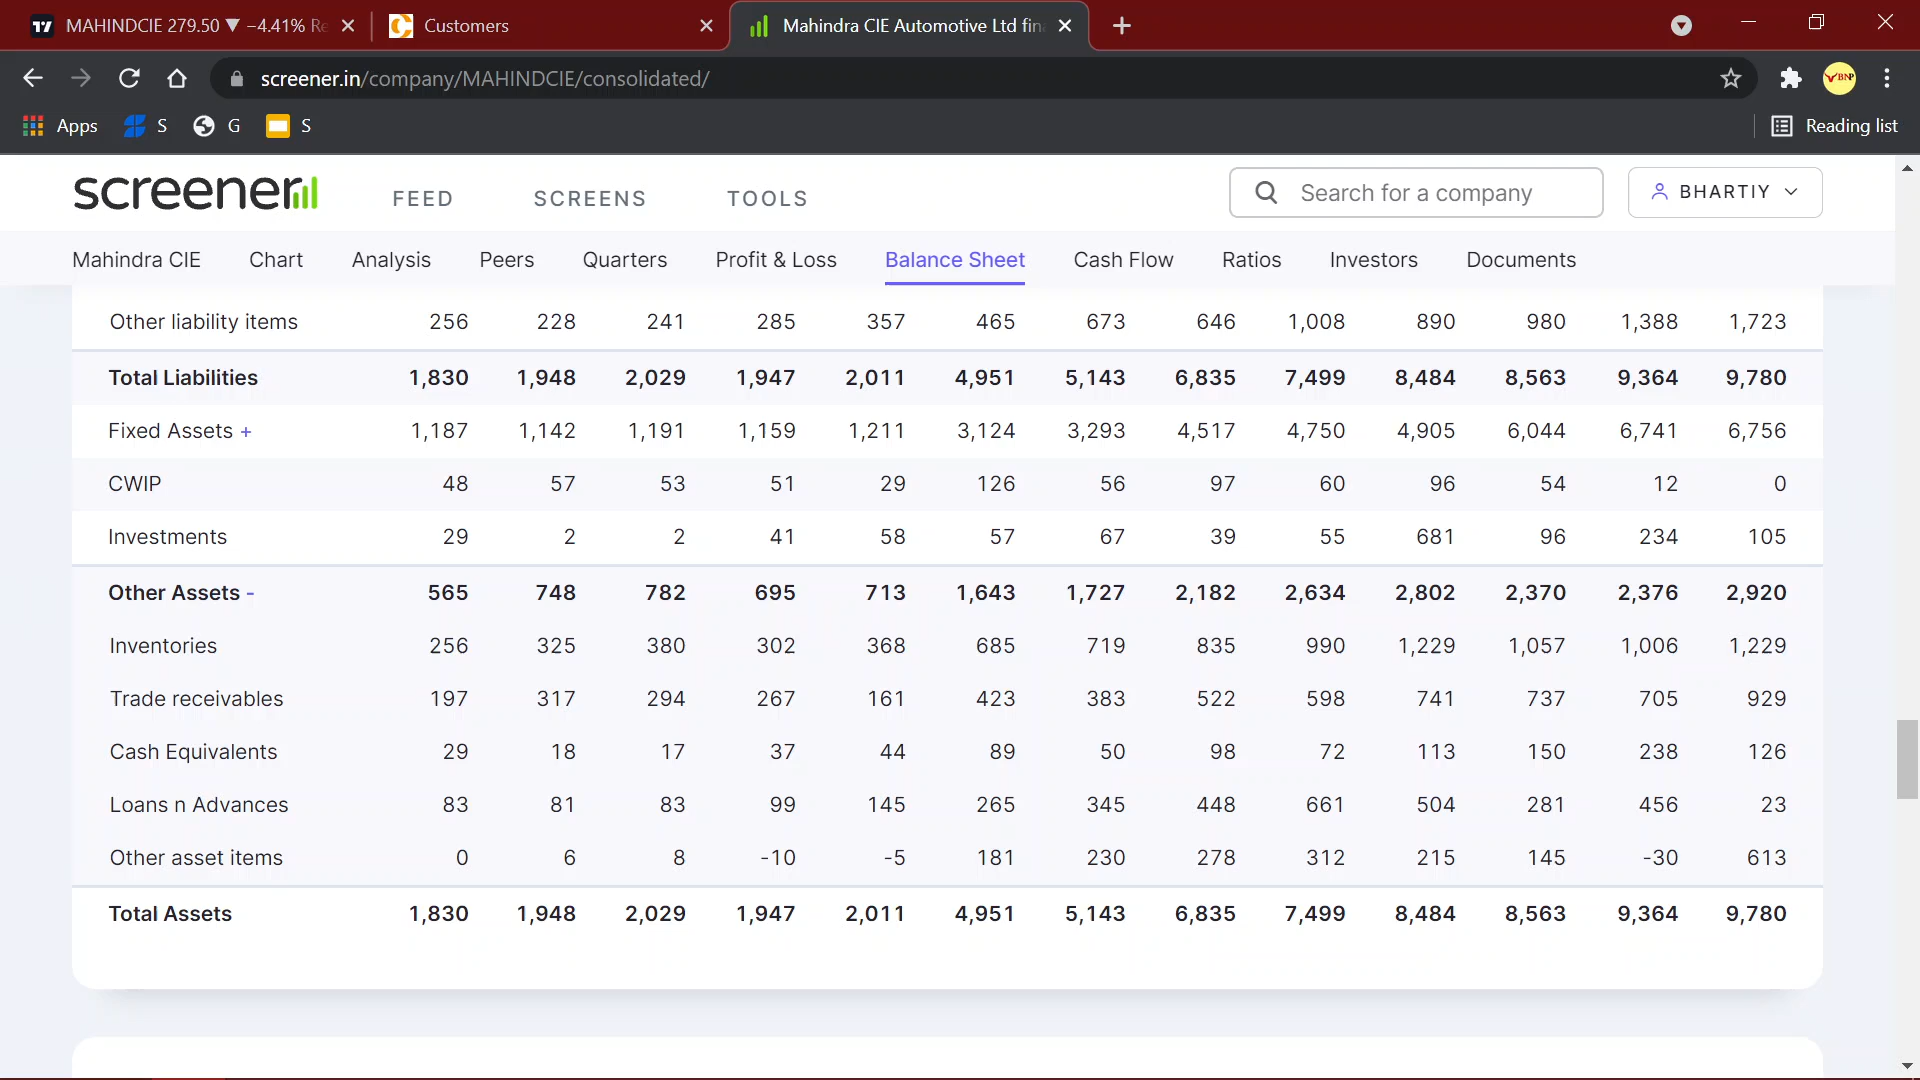 MAHINDCIE 279.50 ▼ −4.41% Re
Customers
Mahindra CIE Automotive Ltd fin
screener.in/company/MAHINDCIE/consolidated/
BNP
Apps S G S Reading list
screener FEED SCREENS TOOLS Search for a company BHARTIY
Mahindra CIE Chart Analysis Peers Quarters Profit & Loss Balance Sheet Cash Flow Ratios Investors Documents
Other liability items 256 228 241 285 357 465 673 646 1,008 890 980 1,388 1,723
Total Liabilities 1,830 1,948 2,029 1,947 2,011 4,951 5,143 6,835 7,499 8,484 8,563 9,364 9,780
Fixed Assets + 1,187 1,142 1,191 1,159 1,211 3,124 3,293 4,517 4,750 4,905 6,044 6,741 6,756
CWIP 48 57 53 51 29 126 56 97 60 96 54 12 0
Investments 29 2 2 41 58 57 67 39 55 681 96 234 105
Other Assets - 565 748 782 695 713 1,643 1,727 2,182 2,634 2,802 2,370 2,376 2,920
Inventories 256 325 380 302 368 685 719 835 990 1,229 1,057 1,006 1,229
Trade receivables 197 317 294 267 161 423 383 522 598 741 737 705 929
Cash Equivalents 29 18 17 37 44 89 50 98 72 113 150 238 126
Loans n Advances 83 81 83 99 145 265 345 448 661 504 281 456 23
Other asset items 0 6 8 -10 -5 181 230 278 312 215 145 -30 613
Total Assets 1,830 1,948 2,029 1,947 2,011 4,951 5,143 6,835 7,499 8,484 8,563 9,364 9,780